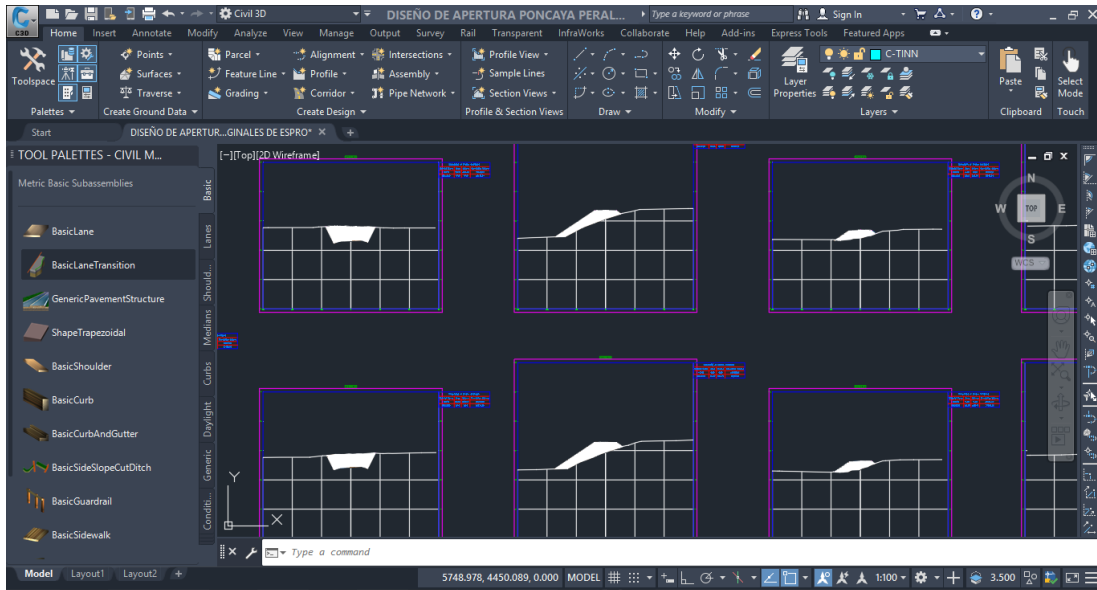 Civil 3D
DISEÑO DE APERTURA PONCAYA PERAL...
Type a keyword or phrase
Sign In
C3D
Home Insert Annotate Modify Analyze View Manage Output Survey Rail Transparent InfraWorks Collaborate Help Add-ins Express Tools Featured Apps
Toolspace
Points
Surfaces
Traverse
Parcel
Feature Line
Grading
Alignment
Profile
Corridor
Intersections
Assembly
Pipe Network
Profile View
Sample Lines
Section Views
Layer
Properties
C-TINN
Paste
Select
Mode
Palettes Create Ground Data Create Design Profile & Section Views Draw Modify Layers Clipboard Touch
Start
DISEÑO DE APERTUR...GINALES DE ESPRO*
TOOL PALETTES - CIVIL M...
Metric Basic Subassemblies
BasicLane
BasicLaneTransition
GenericPavementStructure
ShapeTrapezoidal
BasicShoulder
BasicCurb
BasicCurbAndGutter
BasicSideSlopeCutDitch
BasicGuardrail
BasicSidewalk
Basic
Lanes
Should...
Medians
Curbs
Daylight
Generic
Conditi...
[−][Top][2D Wireframe]
N
W TOP E
S
WCS
Y
X
Type a command
Model Layout1 Layout2 +
5748.978, 4450.089, 0.000 MODEL
1:100
3.500